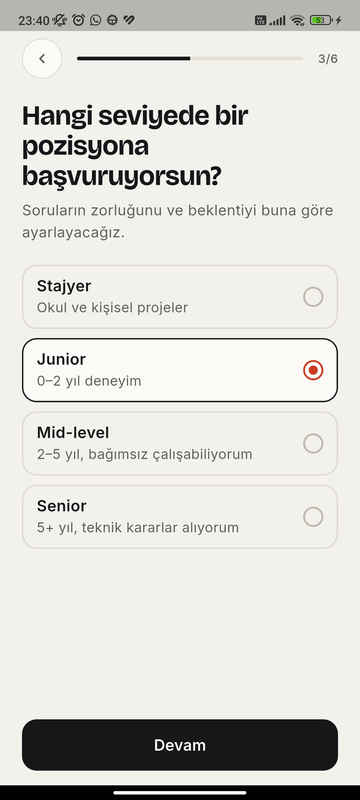 23:40
53
3/6
Hangi seviyede bir
pozisyona
başvuruyorsun?
Soruların zorluğunu ve beklentiyi buna göre
ayarlayacağız.
Stajyer
Okul ve kişisel projeler
Junior
0–2 yıl deneyim
Mid-level
2–5 yıl, bağımsız çalışabiliyorum
Senior
5+ yıl, teknik kararlar alıyorum
Devam